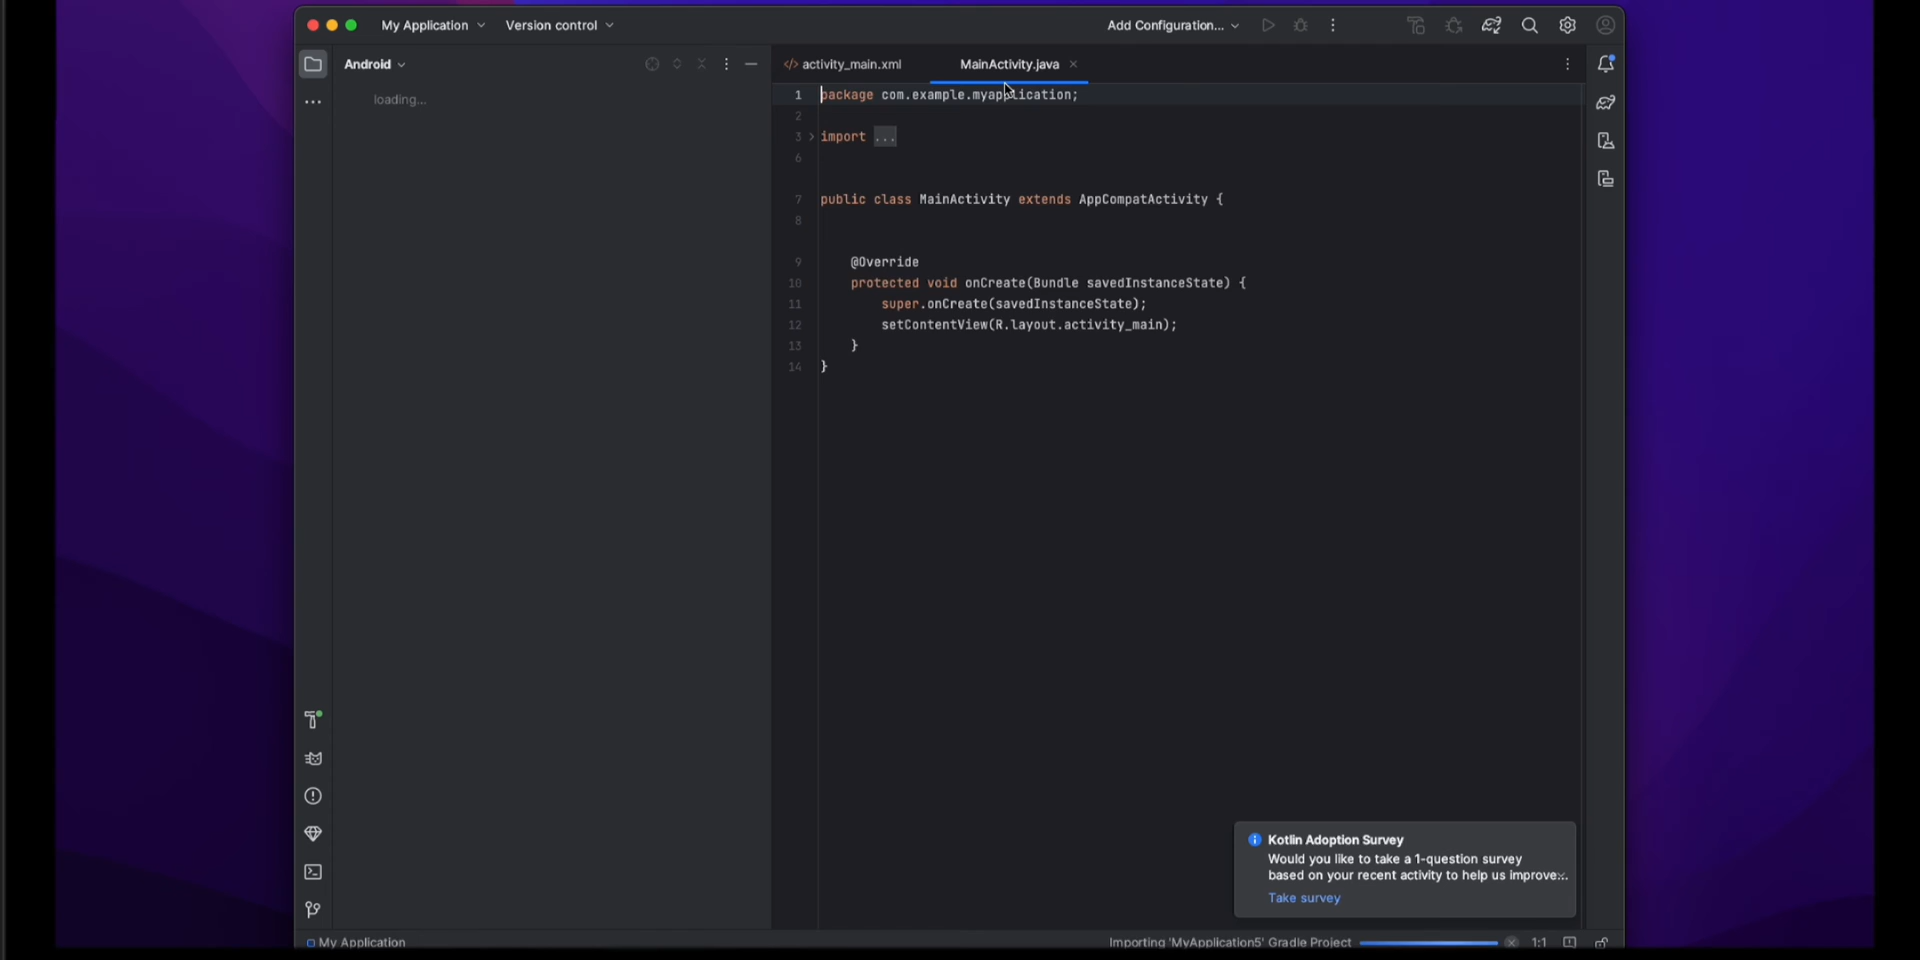 My Application Version control Add Configuration...
Android
activity_main.xml MainActivity.java
loading...
1 package com.example.myapplication;
2
3 import ...
6
7 public class MainActivity extends AppCompatActivity {
8
9 @Override
10 protected void onCreate(Bundle savedInstanceState) {
11 super.onCreate(savedInstanceState);
12 setContentView(R.layout.activity_main);
13 }
14 }
Kotlin Adoption Survey
Would you like to take a 1-question survey
based on your recent activity to help us improve...
Take survey
My Application Importing 'MyApplication5' Gradle Project 1:1